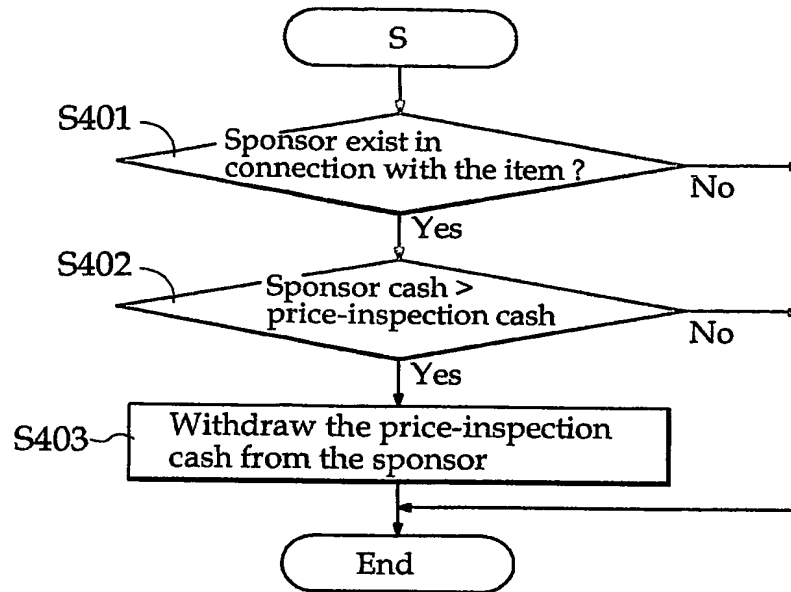 S
S401
Sponsor exist in
connection with the item ?
No
Yes
S402
Sponsor cash >
price-inspection cash
No
Yes
S403
Withdraw the price-inspection
cash from the sponsor
End